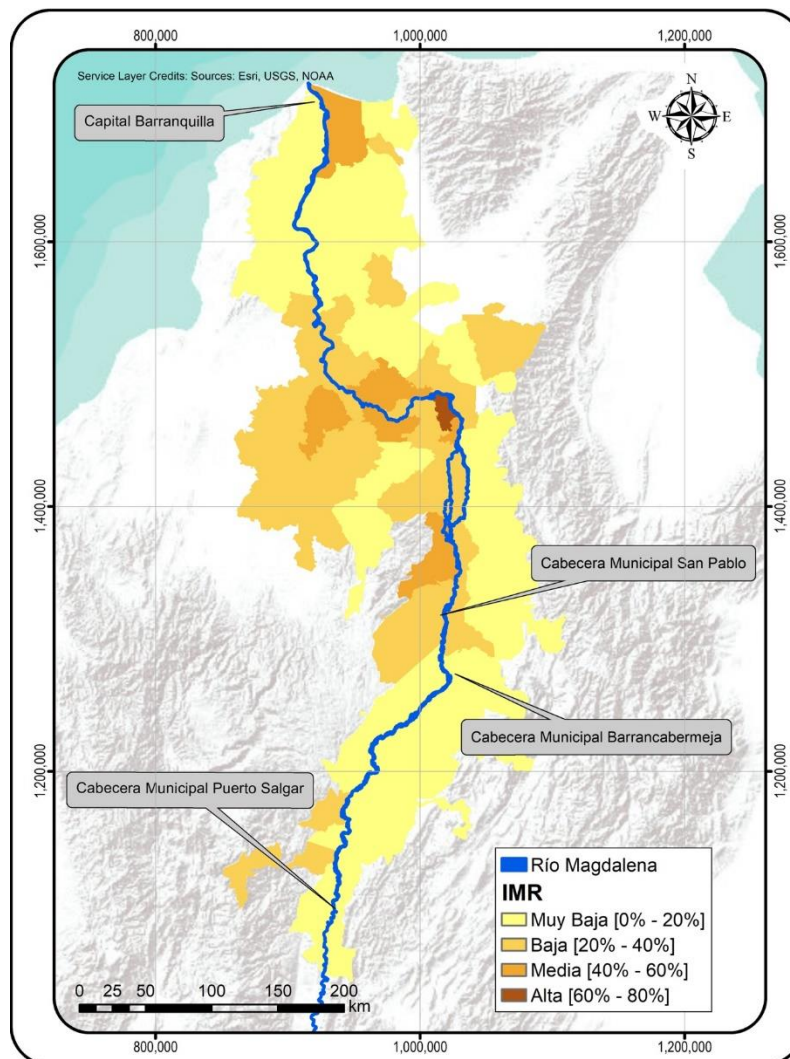 800,000 1,000,000 1,200,000
Service Layer Credits: Sources: Esri, USGS, NOAA
N
W E
S
Capital Barranquilla
1,600,000 1,600,000
1,400,000 1,400,000
Cabecera Municipal San Pablo
Cabecera Municipal Barrancabermeja
1,200,000 1,200,000
Cabecera Municipal Puerto Salgar
Río Magdalena
IMR
Muy Baja [0% - 20%]
Baja [20% - 40%]
Media [40% - 60%]
Alta [60% - 80%]
0 25 50 100 150 200
km
800,000 1,000,000 1,200,000